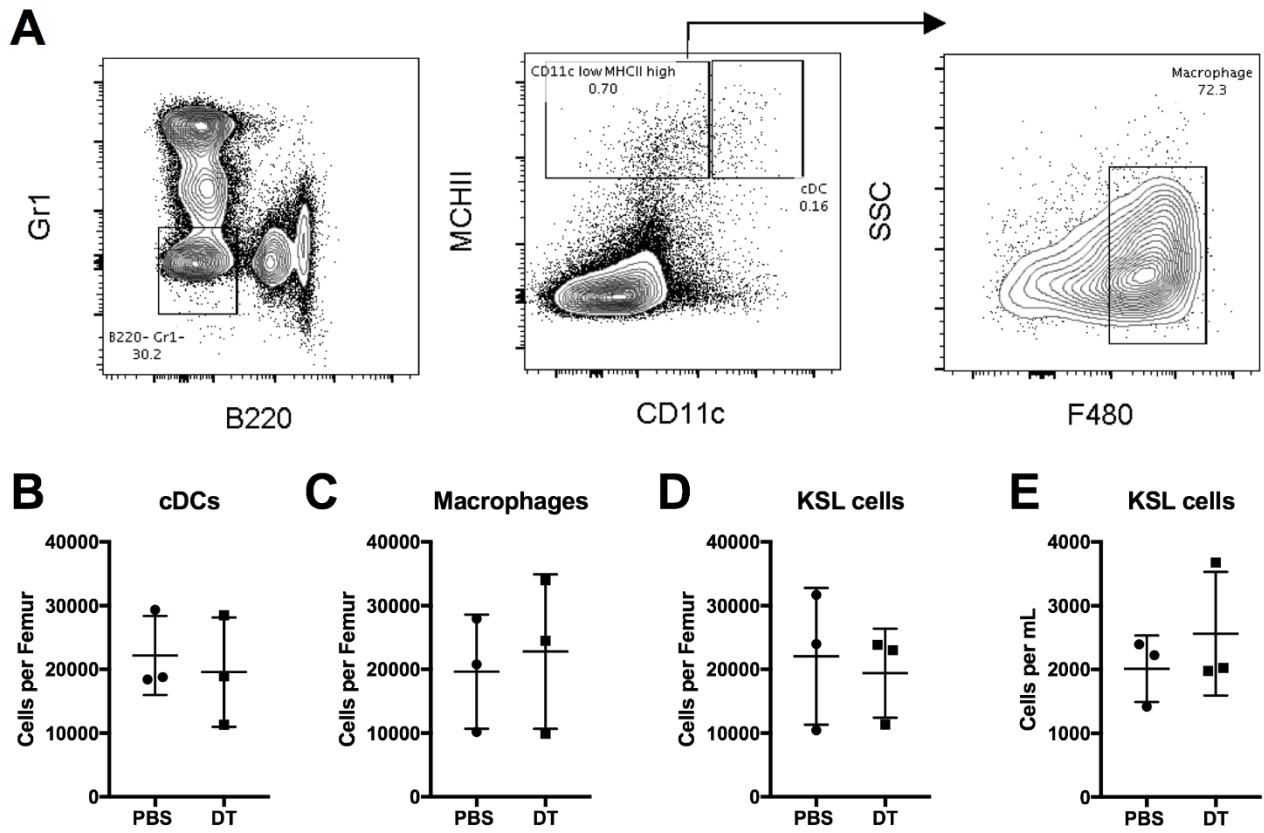 A
Gr1
B220- Gr1-
30.2
B220
MCHII
CD11c low MHCII high
0.70
cDC
0.16
CD11c
SSC
Macrophage
72.3
F480
B
cDCs
Cells per Femur
40000
30000
20000
10000
0
PBS
DT
C
Macrophages
Cells per Femur
40000
30000
20000
10000
0
PBS
DT
D
KSL cells
Cells per Femur
40000
30000
20000
10000
0
PBS
DT
E
KSL cells
Cells per mL
4000
3000
2000
1000
0
PBS
DT